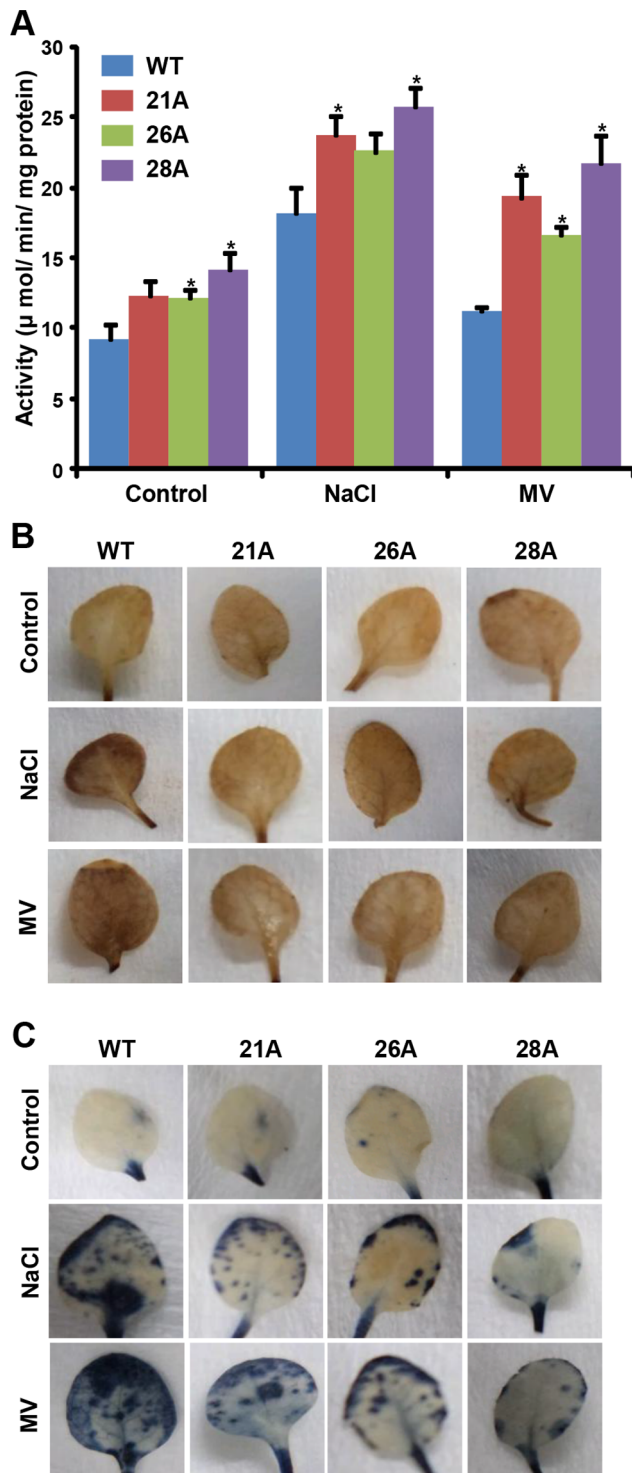 A
Activity (μ mol/ min/ mg protein)
30
25
20
15
10
5
0
WT
21A
26A
28A
*
*
*
*
*
*
*
Control NaCl MV
B
WT 21A 26A 28A
Control
NaCl
MV
C
WT 21A 26A 28A
Control
NaCl
MV